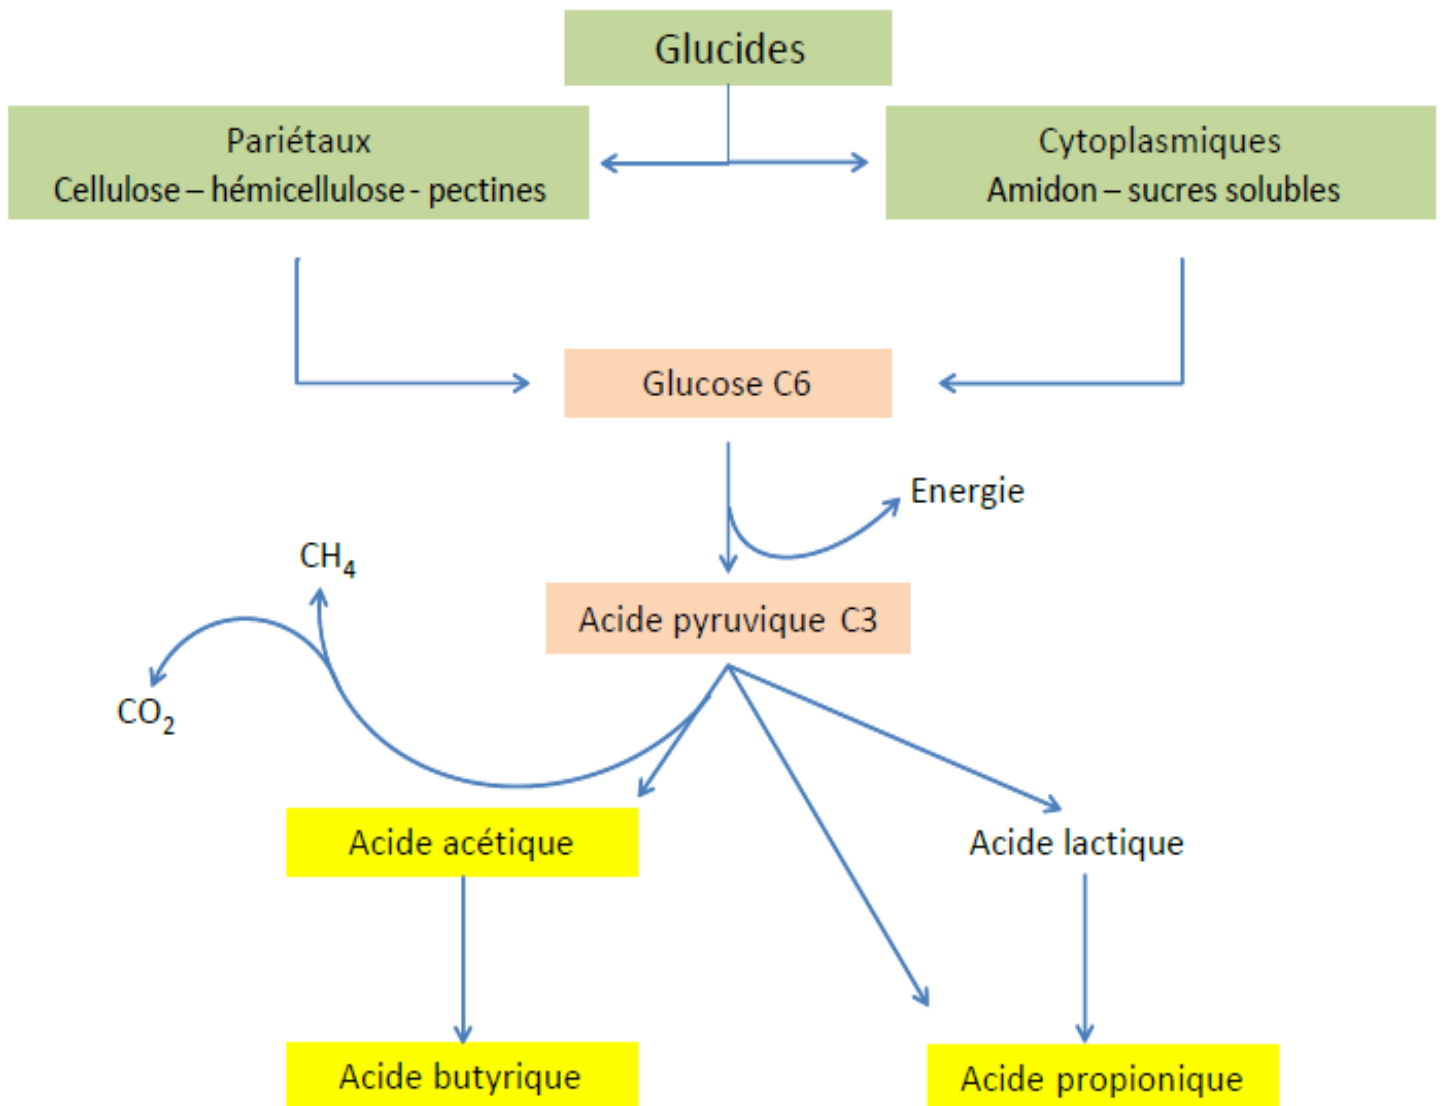 Glucides
Pariétaux
Cellulose – hémicellulose - pectines
Cytoplasmiques
Amidon – sucres solubles
Glucose C6
Energie
CH4
Acide pyruvique C3
CO2
Acide acétique
Acide lactique
Acide butyrique
Acide propionique